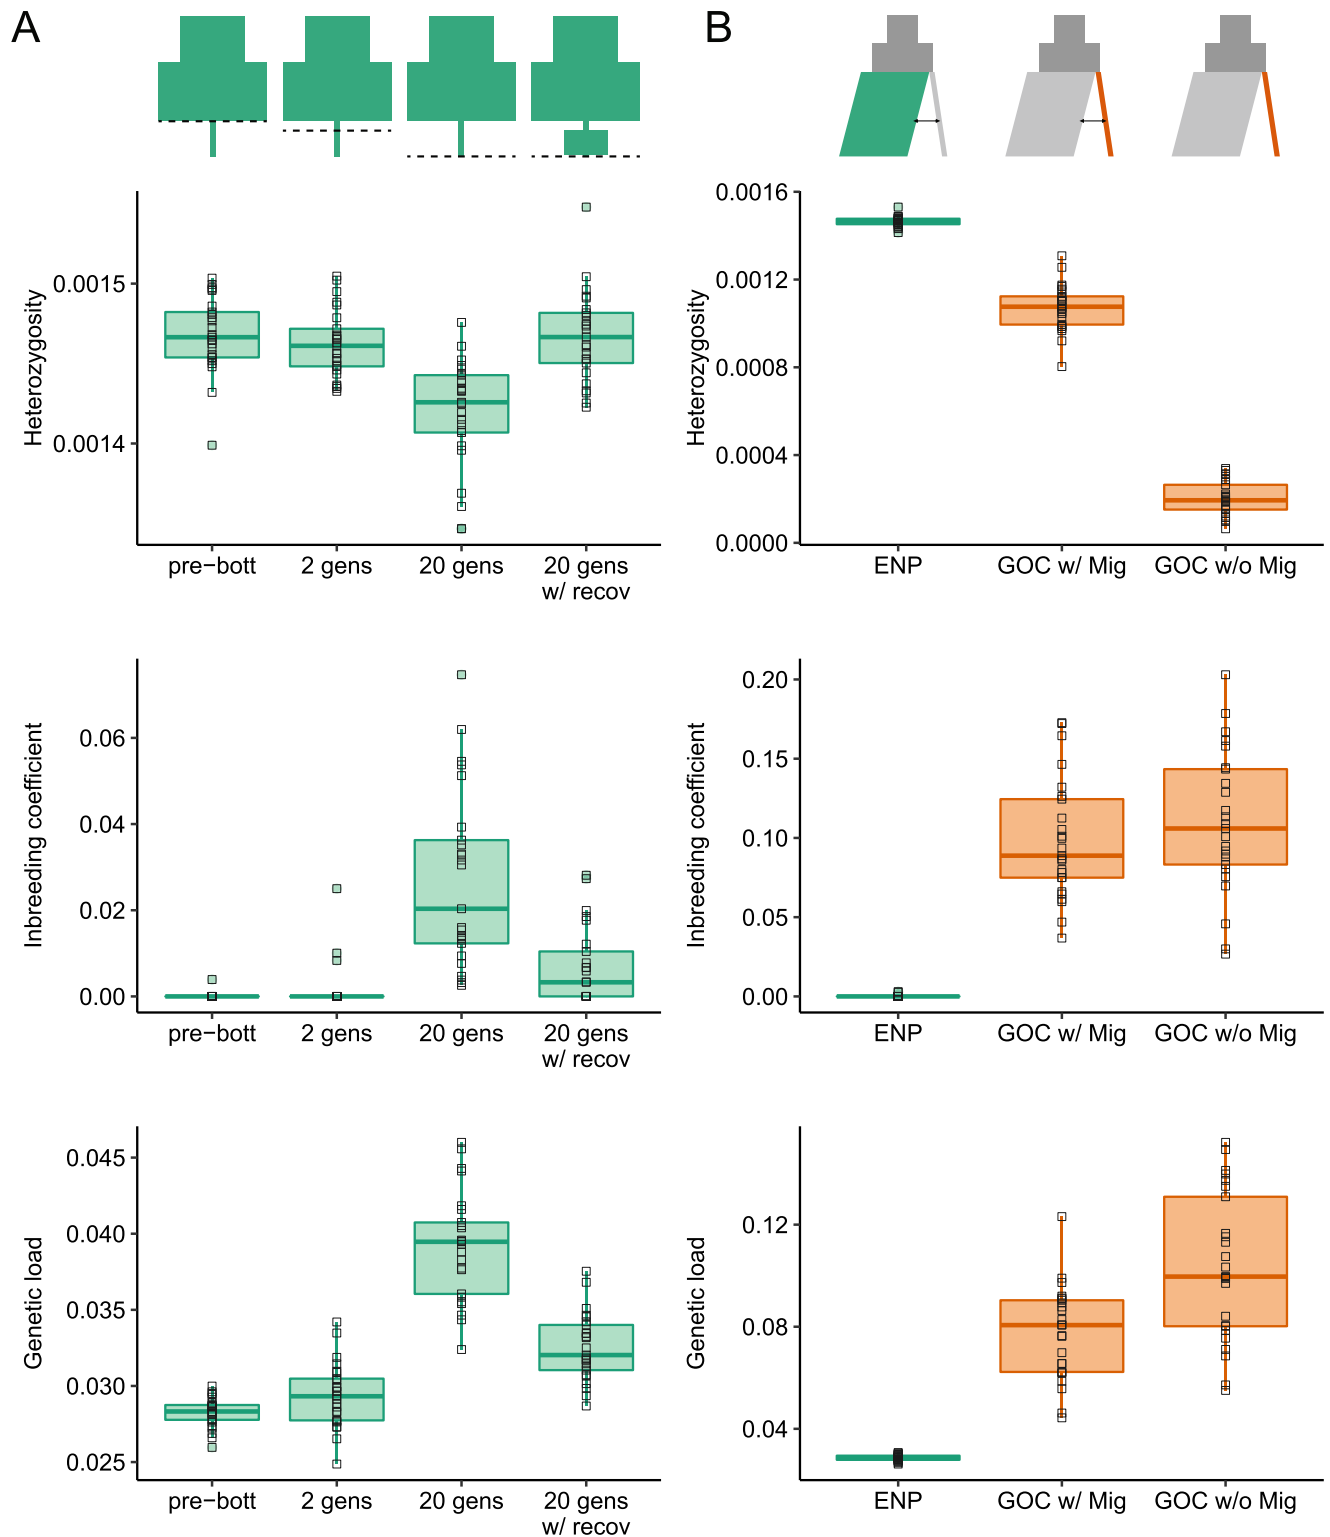 A
B
Heterozygosity
0.0015
0.0014
pre−bott
2 gens
20 gens
20 gens
w/ recov
Heterozygosity
0.0016
0.0012
0.0008
0.0004
0.0000
ENP
GOC w/ Mig
GOC w/o Mig
Inbreeding coefficient
0.06
0.04
0.02
0.00
pre−bott
2 gens
20 gens
20 gens
w/ recov
Inbreeding coefficient
0.20
0.15
0.10
0.05
0.00
ENP
GOC w/ Mig
GOC w/o Mig
Genetic load
0.045
0.040
0.035
0.030
0.025
pre−bott
2 gens
20 gens
20 gens
w/ recov
Genetic load
0.12
0.08
0.04
ENP
GOC w/ Mig
GOC w/o Mig